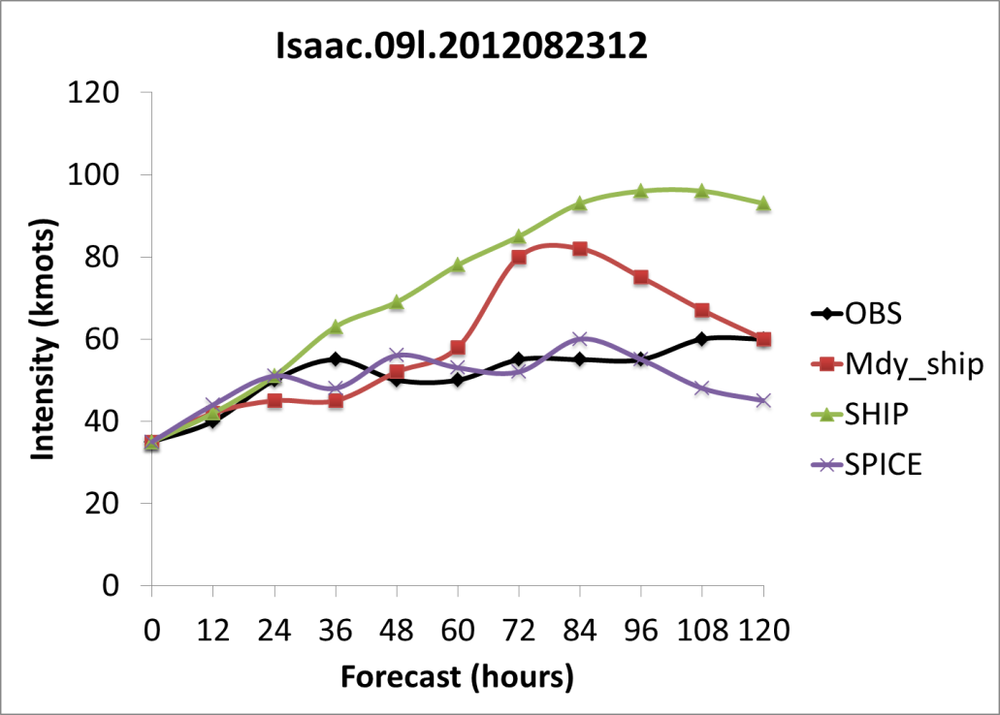 Isaac.09l.2012082312
120
100
80
60
40
20
0
Intensity (kmots)
0 12 24 36 48 60 72 84 96 108 120
Forecast (hours)
OBS
Mdy_ship
SHIP
SPICE